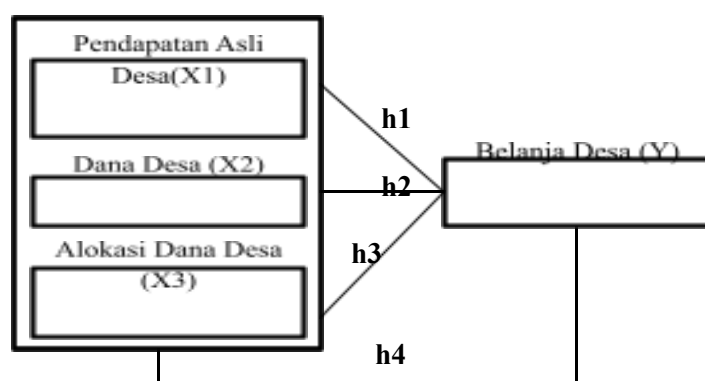 Pendapatan Asli
Desa(X1)
h1
Dana Desa (X2)
h2
Belanja Desa (Y)
Alokasi Dana Desa
(X3)
h3
h4